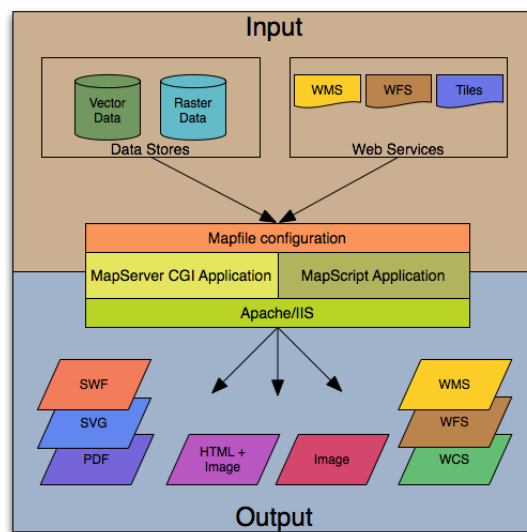 Input
Vector
Data
Raster
Data
Data Stores
WMS
WFS
Tiles
Web Services
Mapfile configuration
MapServer CGI Application
MapScript Application
Apache/IIS
SWF
SVG
PDF
HTML +
Image
Image
WMS
WFS
WCS
Output